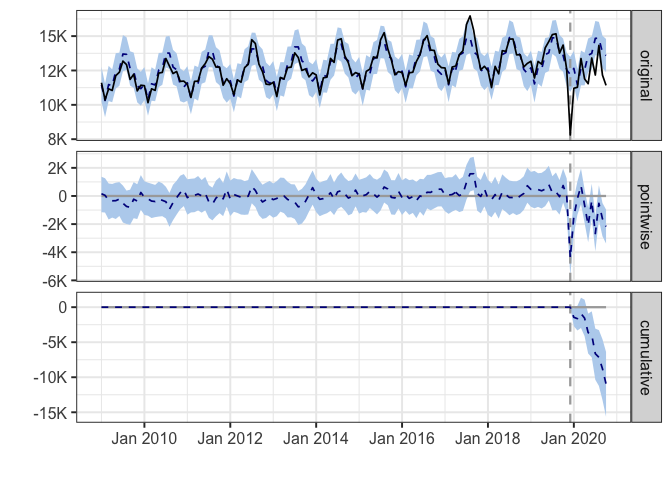 15K
12K
10K
8K
original
2K
0
-2K
-4K
-6K
pointwise
0
-5K
-10K
-15K
cumulative
Jan 2010 Jan 2012 Jan 2014 Jan 2016 Jan 2018 Jan 2020